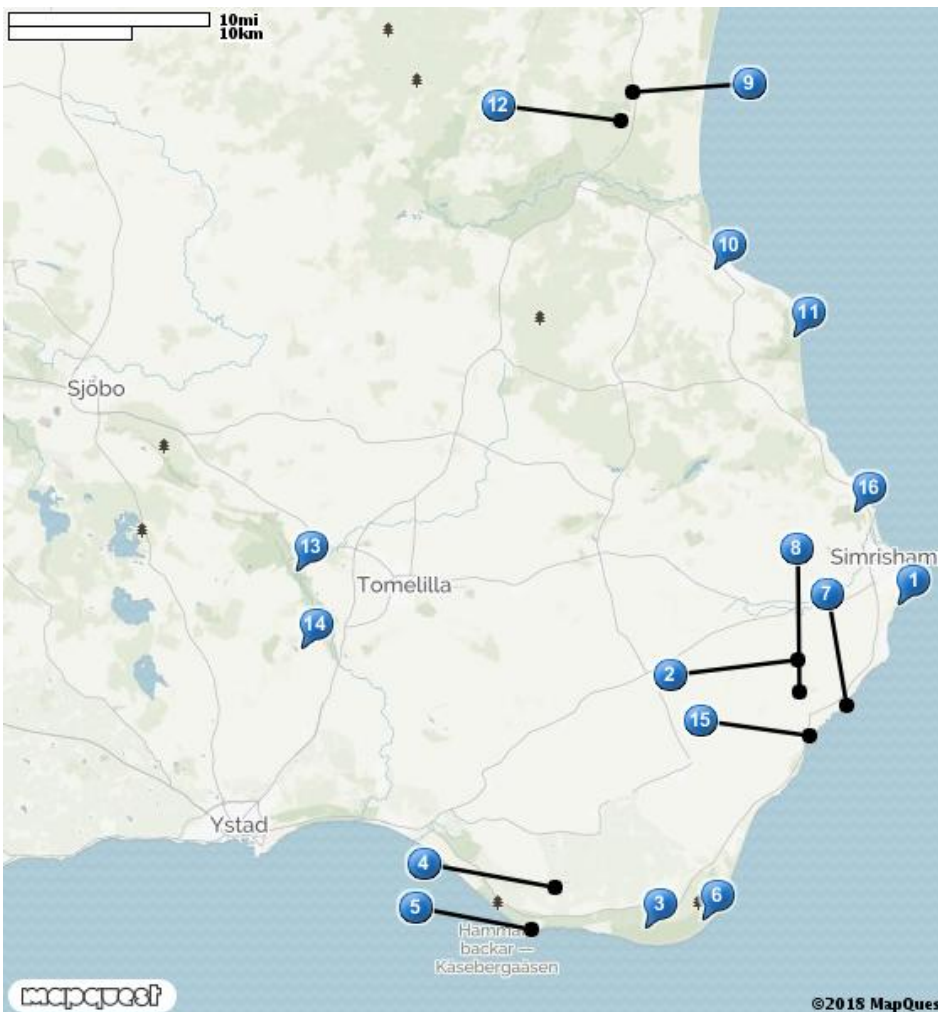 10mi
10km
12
9
10
11
Sjöbo
16
13
8
Simrisham
Tomelilla
7
1
14
2
15
Ystad
4
5
3
6
Hammar
backar —
Kåsebergaåsen
mapquest
©2018 MapQues